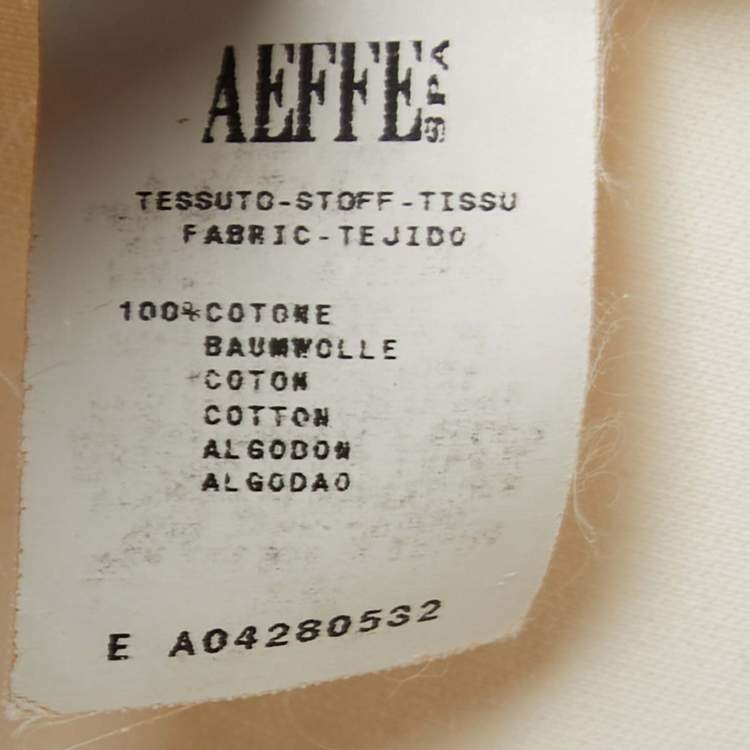 AEFFE SPA
TESSUTO-STOFF-TISSU
FABRIC-TEJIDO
100%COTONE
BAUMWOLLE
COTON
COTTON
ALGODON
ALGODAO
E A04280532